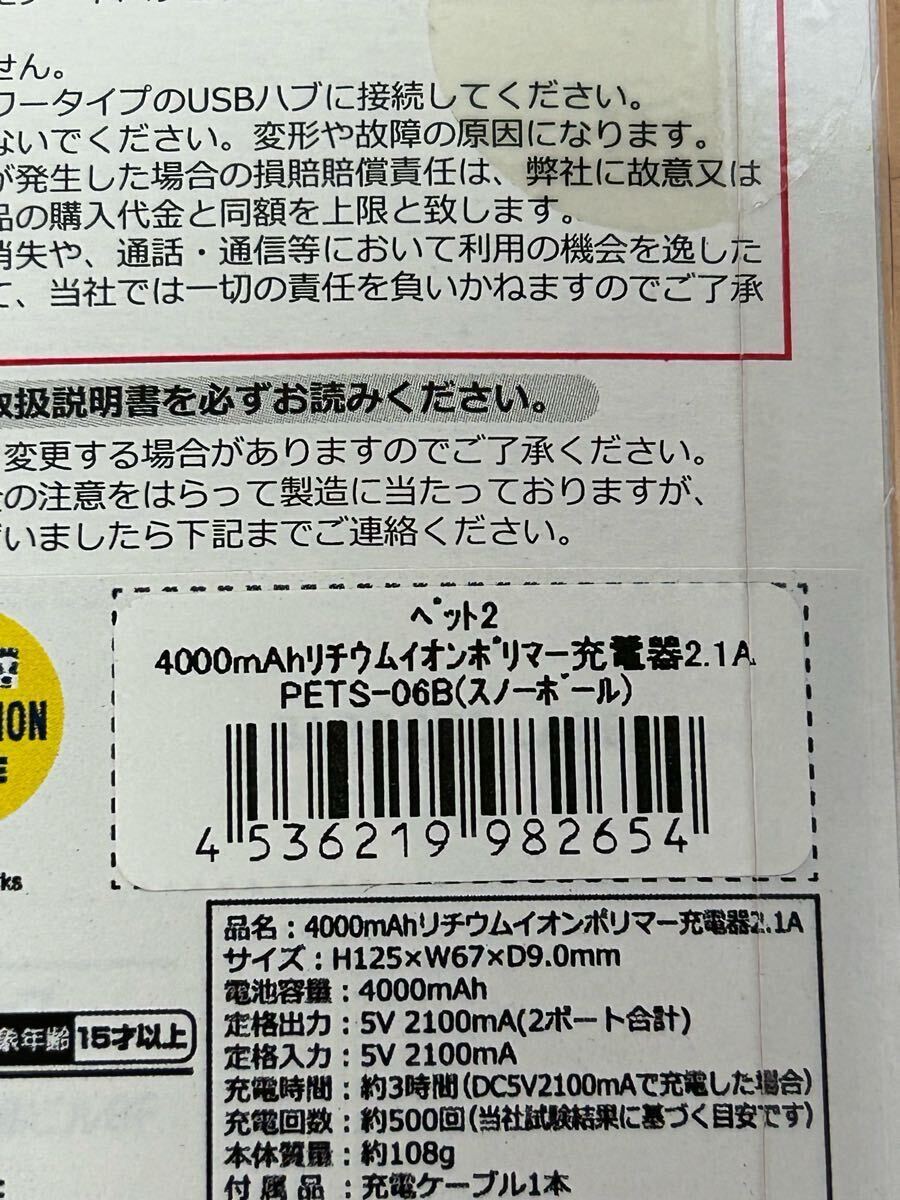 せん。
ワータイプのUSBハブに接続してください。
ないでください。変形や故障の原因になります。
が発生した場合の損賠賠償責任は、弊社に故意又は
品の購入代金と同額を上限と致します。
消失や、通話・通信等において利用の機会を逸した
て、当社では一切の責任を負いかねますのでご了承
取扱説明書を必ずお読みください。
変更する場合がありますのでご了承ください。
の注意をはらって製造に当たっておりますが、
いましたら下記までご連絡ください。
ペット2
4000mAhリチウムイオンポリマー充電器2.1A
PETS-06B(スノーボール)
4 536219 982654
ION
E
ks
象年齢 15才以上
品名:4000mAhリチウムイオンポリマー充電器2.1A
サイズ:H125×W67×D9.0mm
電池容量:4000mAh
定格出力:5V 2100mA(2ポート合計)
定格入力:5V 2100mA
充電時間:約3時間(DC5V2100mAで充電した場合)
充電回数:約500回(当社試験結果に基づく目安です)
本体質量:約108g
付属品:充電ケーブル1本